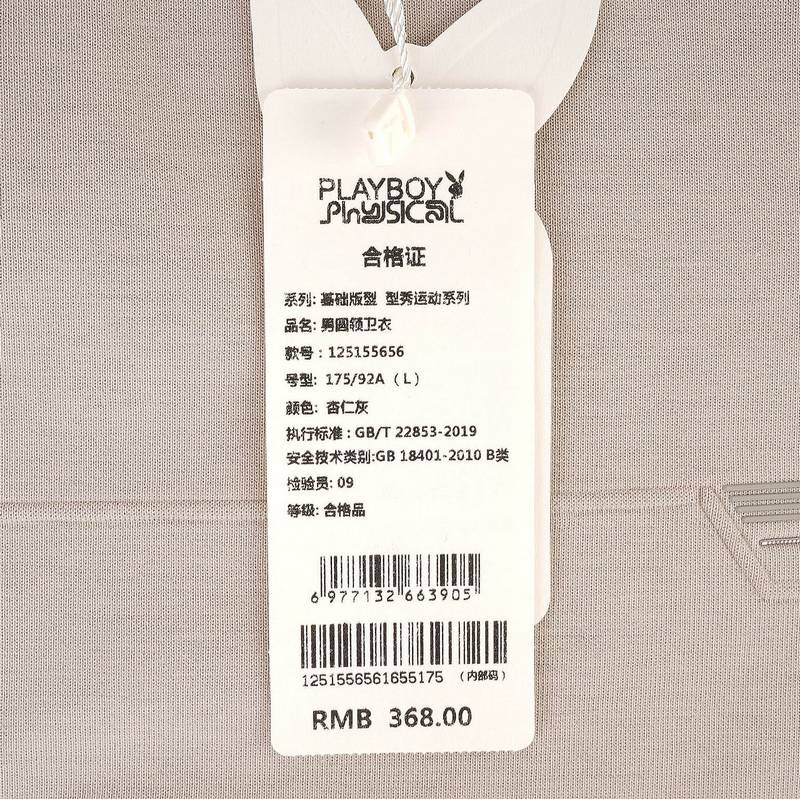 PLAYBOY
PhYSICAL
合格证
系列: 基础版型 型秀运动系列
品名: 男圆领卫衣
款号 : 125155656
号型: 175/92A （L）
颜色: 杏仁灰
执行标准 : GB/T 22853-2019
安全技术类别:GB 18401-2010 B类
检验员: 09
等级: 合格品
6 977132 663905
1251556561655175 （内部码）
RMB 368.00